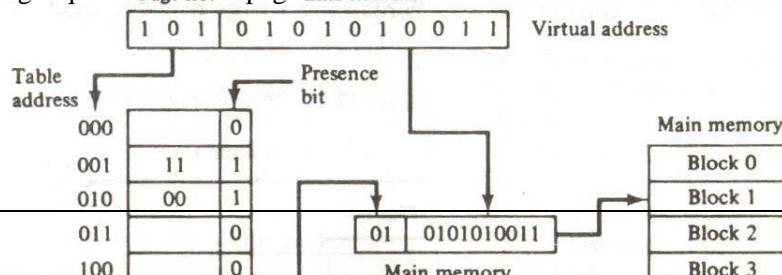 1 0 1 0 1 0 1 0 1 0 0 1 1 Virtual address
Table address
Presence bit
000 0
001 11 1
010 00 1
011 0
100 0
01 0101010011
Main memory
Main memory
Block 0
Block 1
Block 2
Block 3